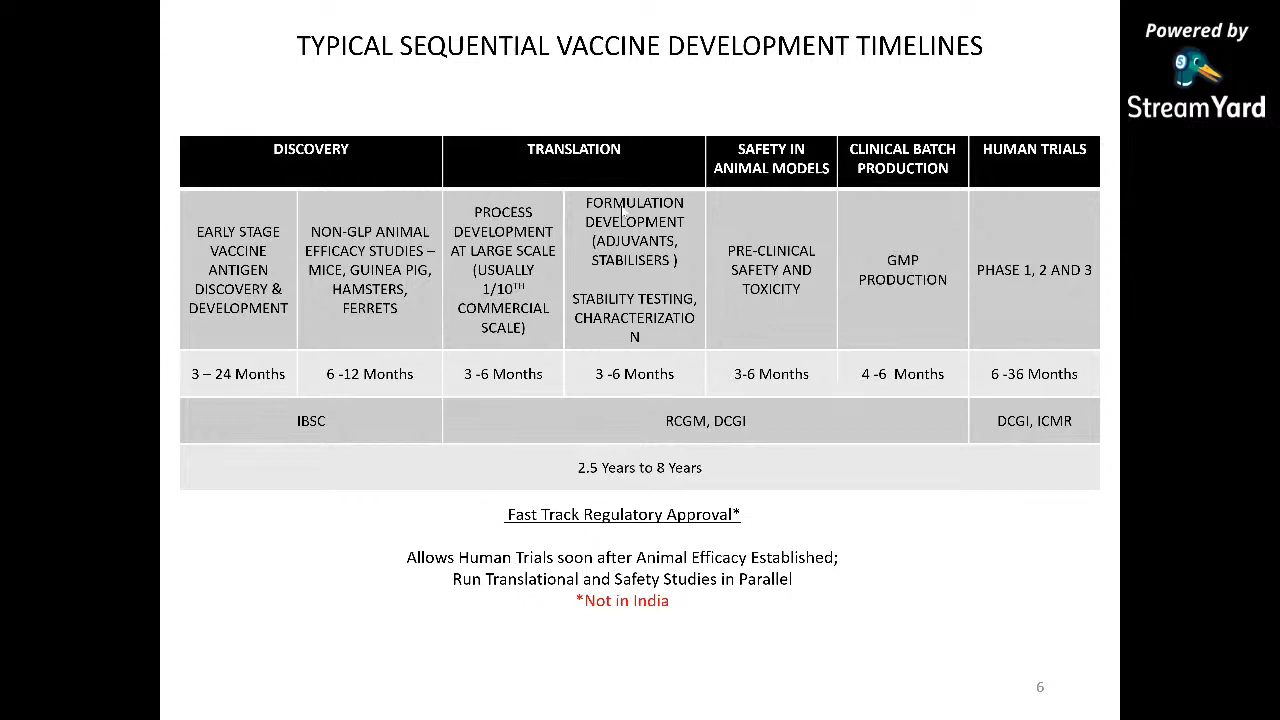 TYPICAL SEQUENTIAL VACCINE DEVELOPMENT TIMELINES
Powered by
StreamYard
DISCOVERY
TRANSLATION
SAFETY IN
ANIMAL MODELS
CLINICAL BATCH
PRODUCTION
HUMAN TRIALS
EARLY STAGE
VACCINE
ANTIGEN
DISCOVERY &
DEVELOPMENT
NON-GLP ANIMAL
EFFICACY STUDIES –
MICE, GUINEA PIG,
HAMSTERS,
FERRETS
PROCESS
DEVELOPMENT
AT LARGE SCALE
(USUALLY
1/10TH
COMMERCIAL
SCALE)
FORMULATION
DEVELOPMENT
(ADJUVANTS,
STABILISERS )
STABILITY TESTING,
CHARACTERIZATIO
N
PRE-CLINICAL
SAFETY AND
TOXICITY
GMP
PRODUCTION
PHASE 1, 2 AND 3
3 – 24 Months
6 -12 Months
3 -6 Months
3 -6 Months
3-6 Months
4 -6  Months
6 -36 Months
IBSC
RCGM, DCGI
DCGI, ICMR
2.5 Years to 8 Years
Fast Track Regulatory Approval*
Allows Human Trials soon after Animal Efficacy Established;
Run Translational and Safety Studies in Parallel
*Not in India
6